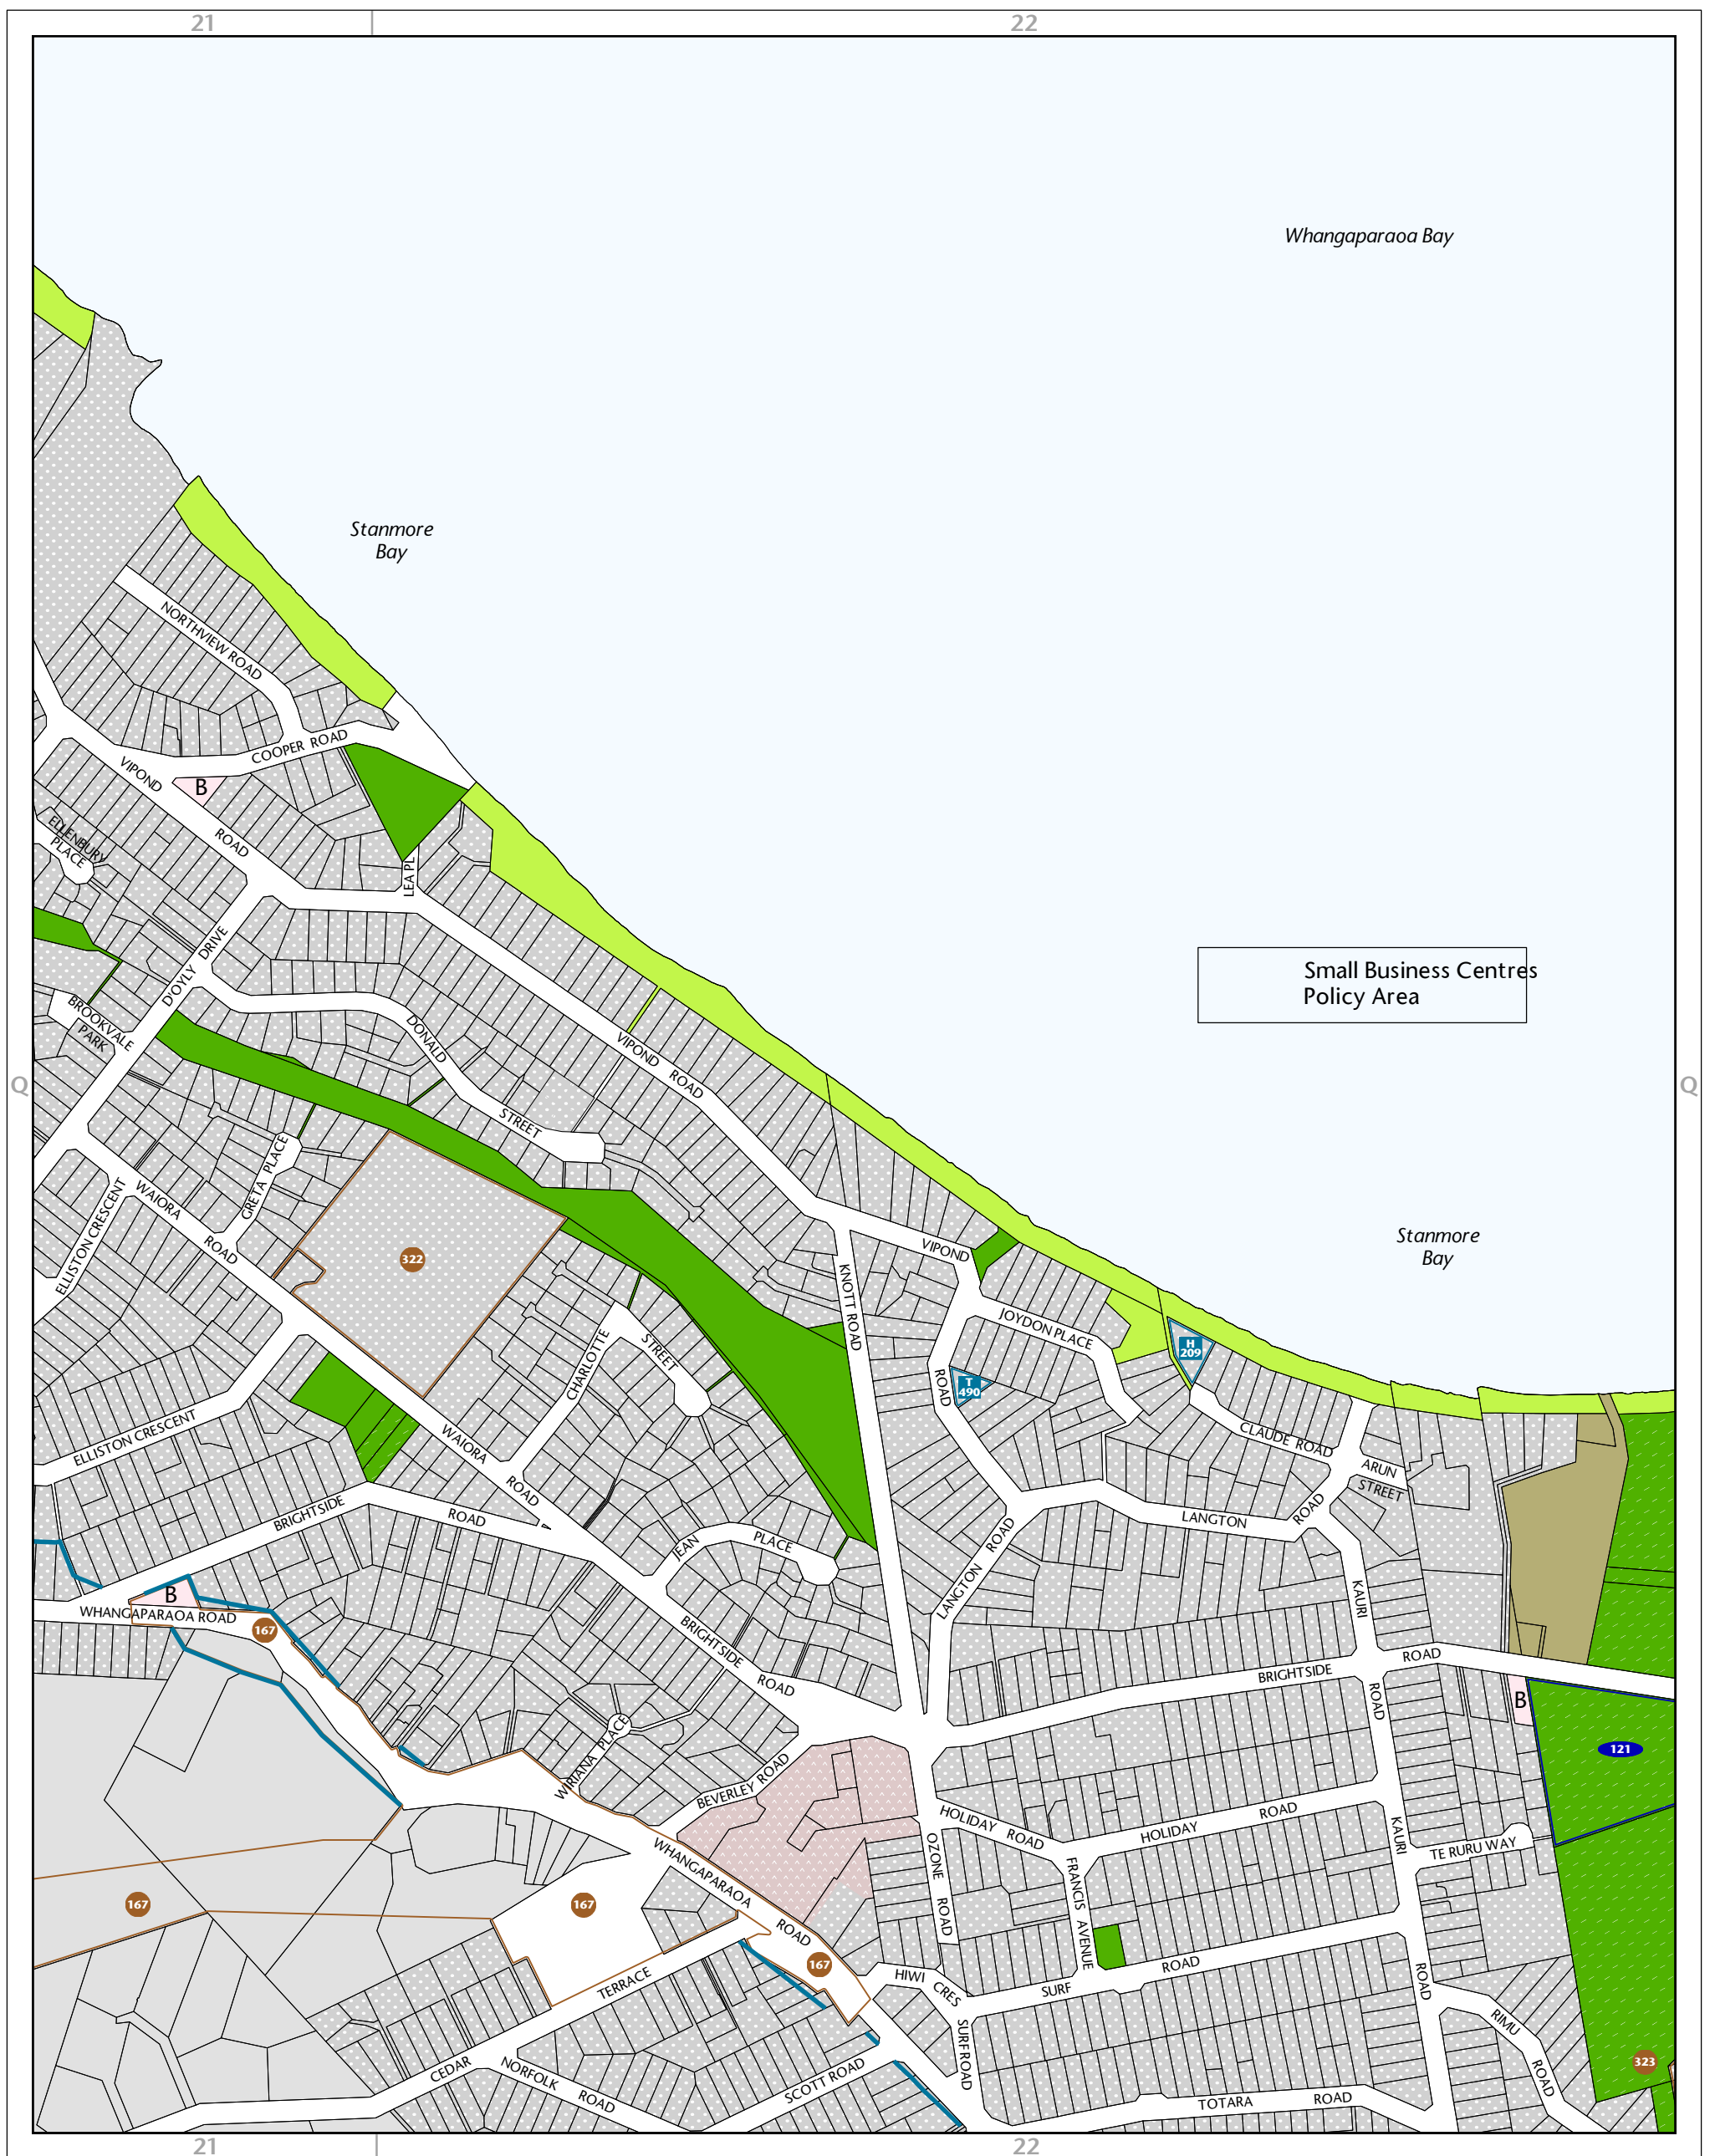 21
22
Whangaparaoa Bay
Stanmore
Bay
NORTHVIEW ROAD
COOPER ROAD
VIPOND
B
ROAD
ELLENBURY
PLACE
LEA PL
D'OYLY DRIVE
Small Business Centres
Policy Area
BROOKVALE
PARK
DONALD
VIPOND ROAD
Q
Q
STREET
GRETA PLACE
WAIORA
ELLISTON CRESCENT
ROAD
322
VIPOND
Stanmore
Bay
KNOTT ROAD
JOYDON PLACE
H
209
CHARLOTTE
STREET
ROAD
T
490
ELLISTON CRESCENT
WAIORA
ROAD
CLAUDE ROAD
ARUN
STREET
BRIGHTSIDE
ROAD
LANGTON
ROAD
JEAN
PLACE
LANGTON ROAD
KAURI
B
WHANGAPARAOA ROAD
167
BRIGHTSIDE
ROAD
BRIGHTSIDE
ROAD
ROAD
B
WIRIANA PLACE
BEVERLEY ROAD
121
HOLIDAY ROAD
HOLIDAY
ROAD
KAURI
TE RURU WAY
OZONE
ROAD
WHANGAPARAOA
ROAD
FRANCIS
AVENUE
167
167
167
TERRACE
HIWI
CRES
SURF
ROAD
ROAD
RIMU
ROAD
SURF ROAD
323
CEDAR
NORFOLK
ROAD
SCOTT ROAD
TOTARA
ROAD
21
22